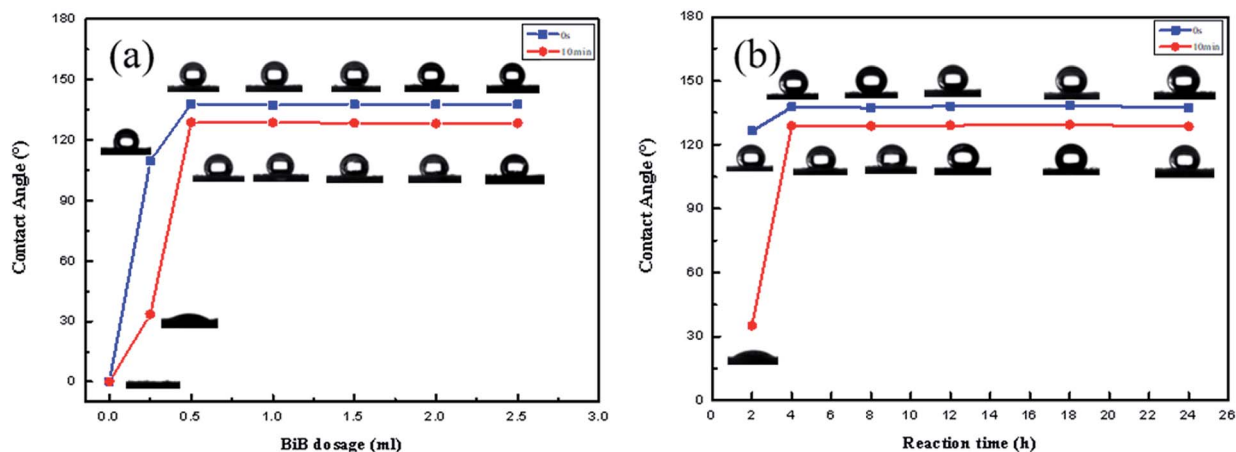 (a)
0s
10min
180
150
120
90
60
30
0
Contact Angle (°)
0.0 0.5 1.0 1.5 2.0 2.5 3.0
BiB dosage (ml)
(b)
0s
10min
180
150
120
90
60
30
0
Contact Angle (°)
0 2 4 6 8 10 12 14 16 18 20 22 24 26
Reaction time (h)